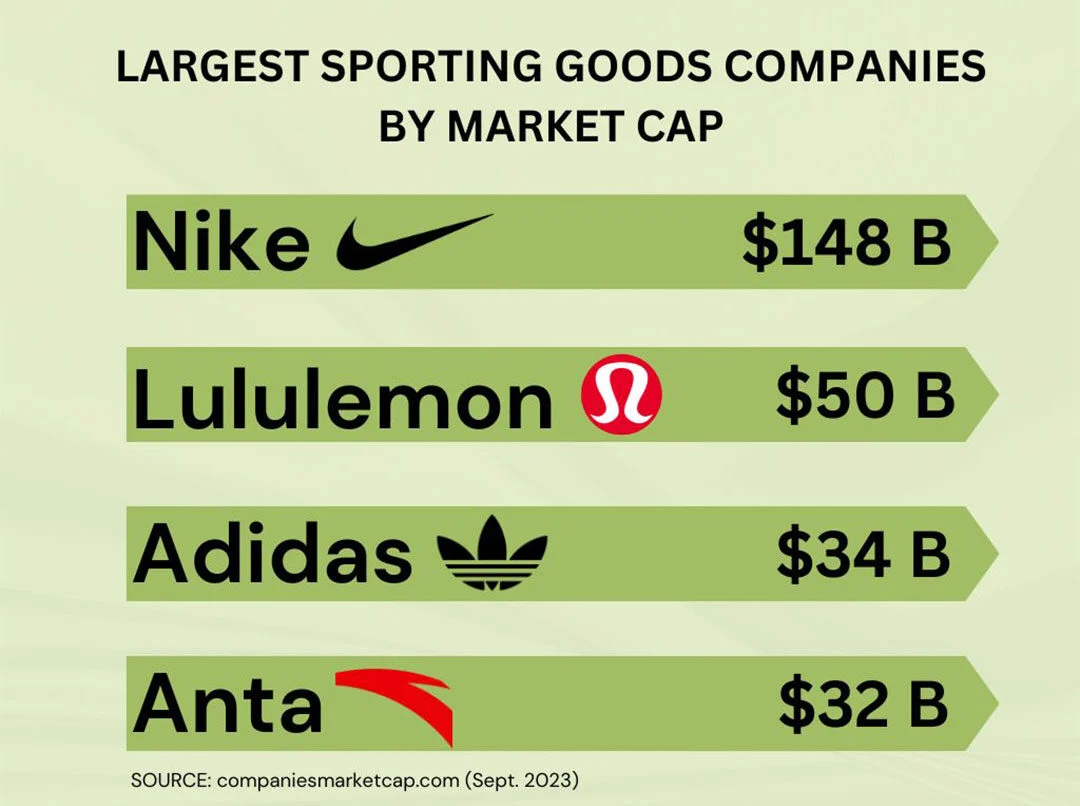 LARGEST SPORTING GOODS COMPANIES
BY MARKET CAP
Nike $148 B
Lululemon $50 B
Adidas $34 B
Anta $32 B
SOURCE: companiesmarketcap.com (Sept. 2023)